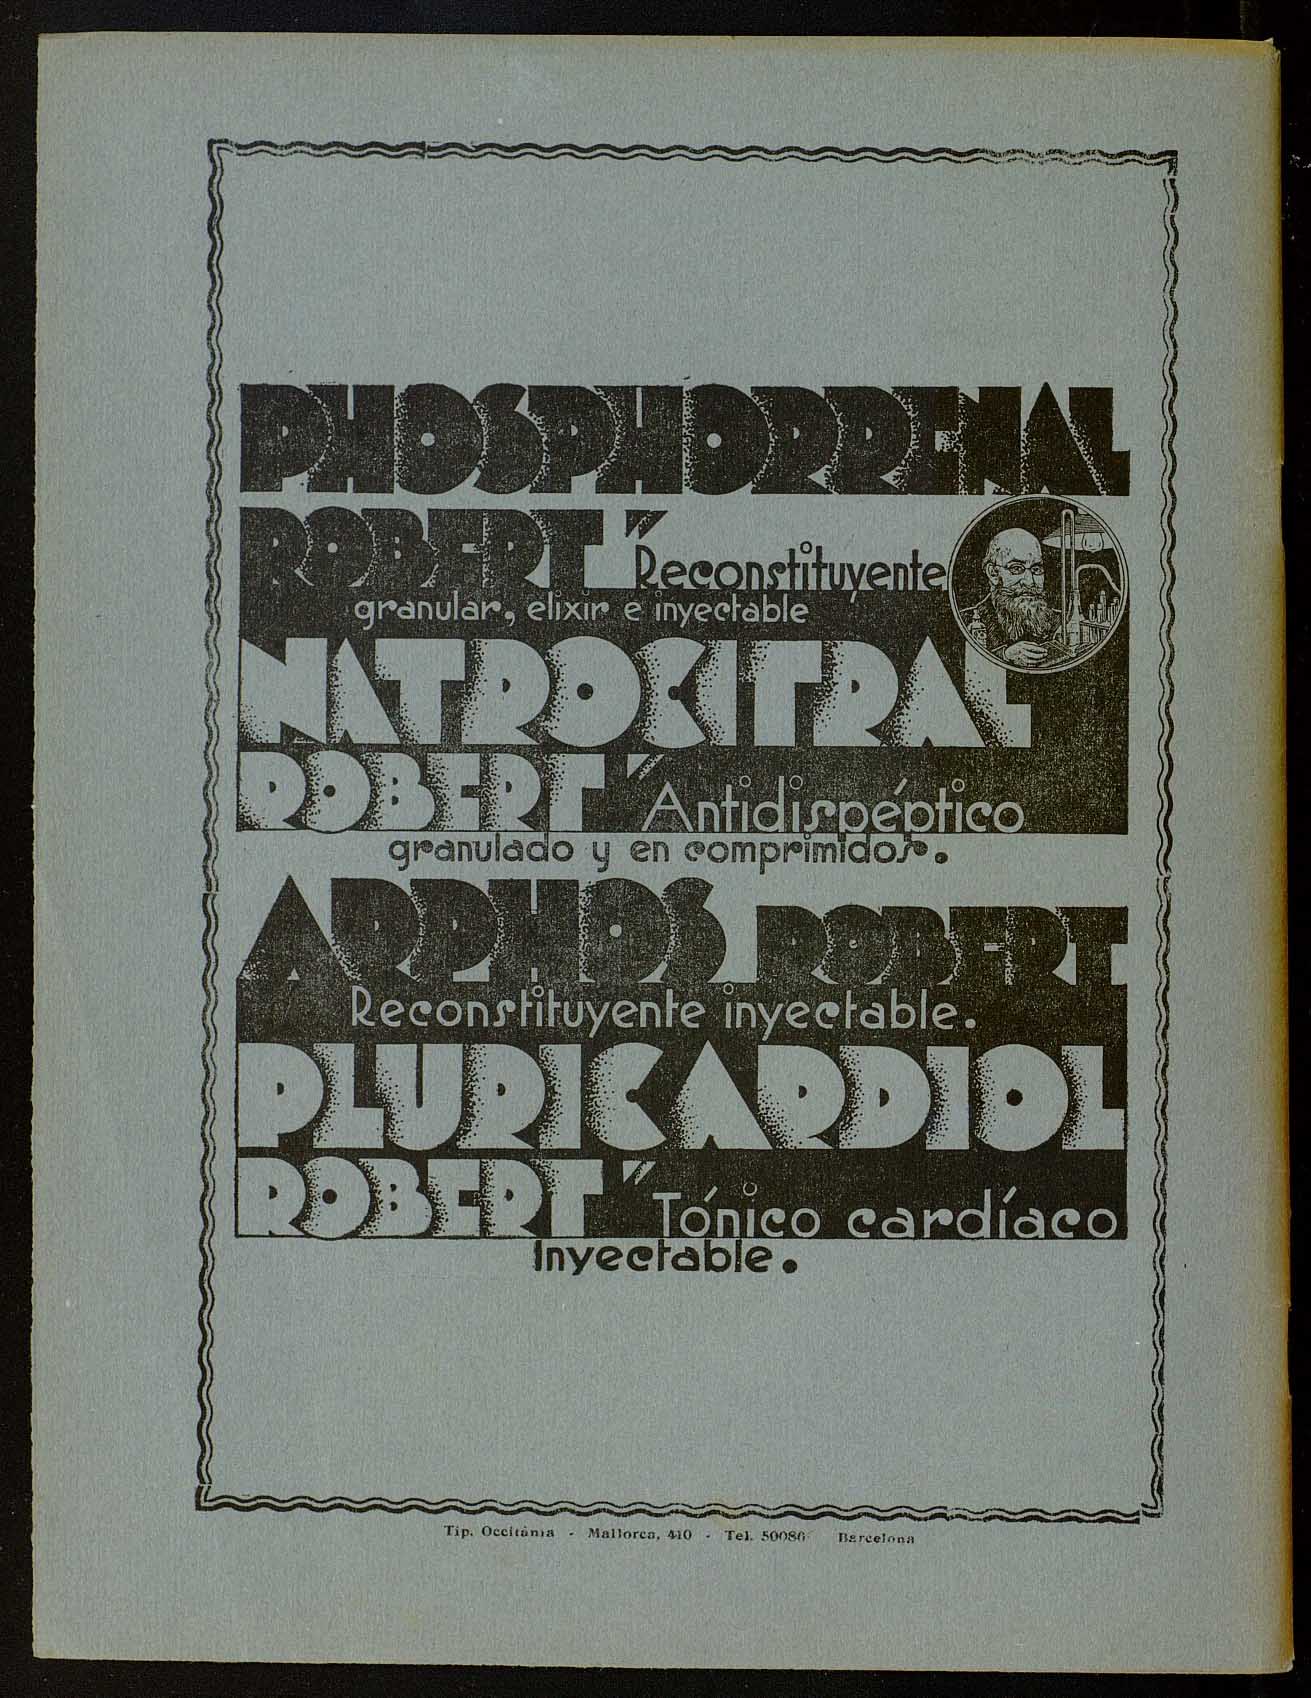 PHOSPHORRENAL
ROBERT" Reconstituyente
granular, elixir e inyectable
NATROCITRAL
ROBERT" Antidispéptico
granulado y en comprimidos.
ARPHOS ROBERT
Reconstituyente inyectable.
PLURICARDIOL
ROBERT" Tónico cardíaco
Inyectable.
Tip. Occitània - Mallorca, 410 - Tel. 50086 Barcelona